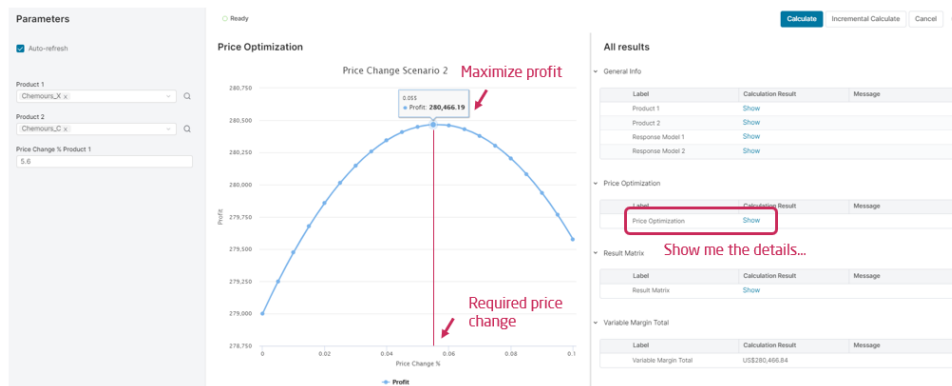 Parameters
Auto-refresh
Product 1
Chemours_X x
Product 2
Chemours_C x
Price Change % Product 1
5.6
Ready
Price Optimization
Price Change Scenario 2
Maximize profit
0.055
Profit: 280,466.19
280,750
280,500
280,250
280,000
279,750
279,500
279,250
279,000
278,750
Profit
0 0.02 0.04 0.06 0.08 0.1
Price Change %
Profit
Required price
change
Calculate Incremental Calculate Cancel
All results
General Info
Label Calculation Result Message
Product 1 Show
Product 2 Show
Response Model 1 Show
Response Model 2 Show
Price Optimization
Label Calculation Result Message
Price Optimization Show
Show me the details...
Result Matrix
Label Calculation Result Message
Result Matrix Show
Variable Margin Total
Label Calculation Result Message
Variable Margin Total US$280,466.84